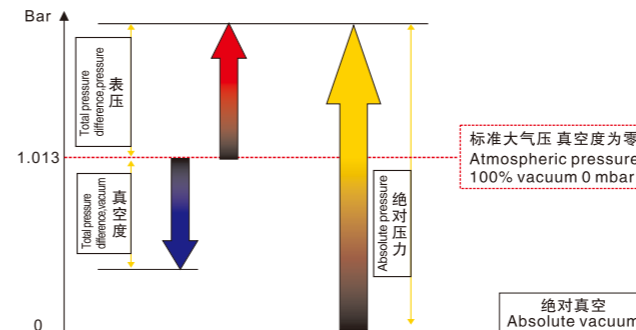 Bar
Total pressure
difference,pressure
表压
1.013
Total pressure
difference,vacuum
真空度
0
Absolute pressure
绝对压力
标准大气压 真空度为零
Atmospheric pressure
100% vacuum 0 mbar
绝对真空
Absolute vacuum